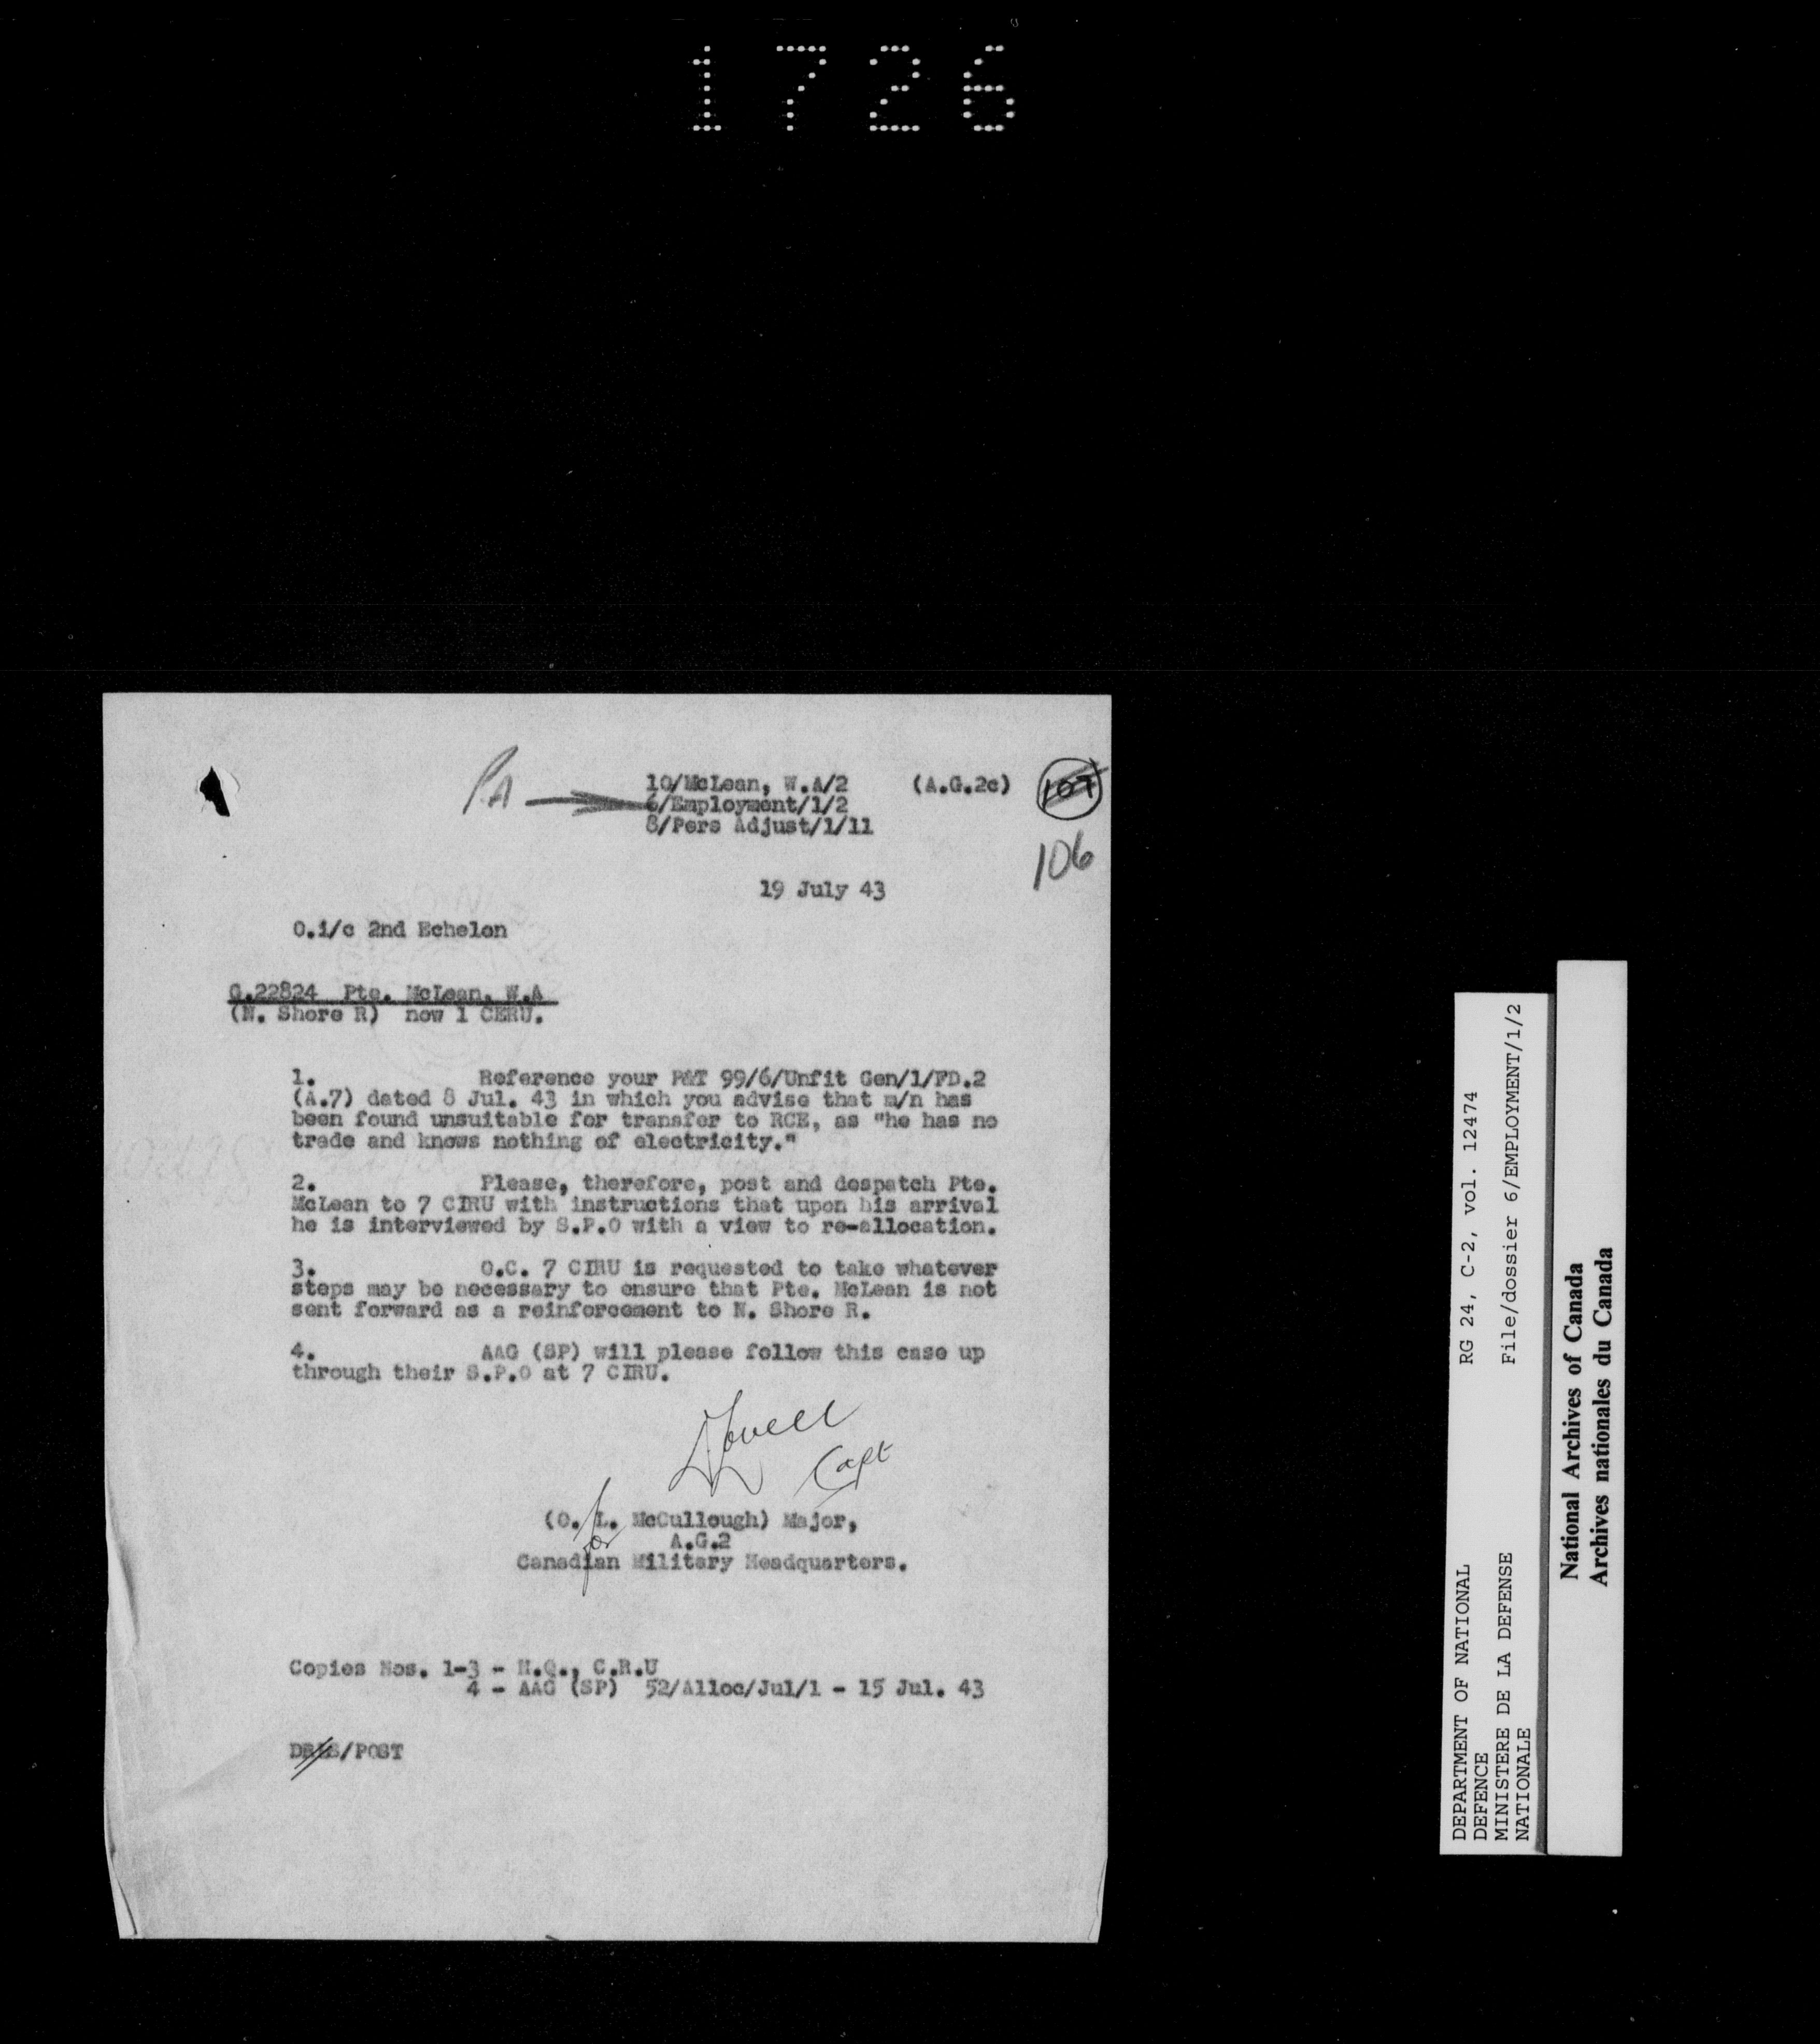 1726
PA
10/McLean, W.A/2 (A.G.2c) 107
6/Employment/1/2
8/Pers Adjust/1/11
106
19 July 43
O.i/c 2nd Echelon
G.22824 Pte. McLean, W.A
(N. Shore R) now 1 CERU.
1. Reference your P&T 99/6/Unfit Gen/1/FD.2
(A.7) dated 8 Jul. 43 in which you advise that m/n has
been found unsuitable for transfer to RCE, as "he has no
trade and knows nothing of electricity."
2. Please, therefore, post and despatch Pte.
McLean to 7 CIRU with instructions that upon his arrival
he is interviewed by S.P.O with a view to re-allocation.
3. O.C. 7 CIRU is requested to take whatever
steps may be necessary to ensure that Pte. McLean is not
sent forward as a reinforcement to N. Shore R.
4. AAG (SP) will please follow this case up
through their S.P.O at 7 CIRU.
Capt
for
(O. L. McCullough) Major,
A.G.2
Canadian Military Headquarters.
Copies Nos. 1-3 - H.Q., C.R.U
4 - AAG (SP) 52/Alloc/Jul/1 - 15 Jul. 43
DRLS/POST
DEPARTMENT OF NATIONAL RG 24, C-2, vol. 12474
DEFENCE
MINISTERE DE LA DEFENSE File/dossier 6/EMPLOYMENT/1/2
NATIONALE
National Archives of Canada
Archives nationales du Canada